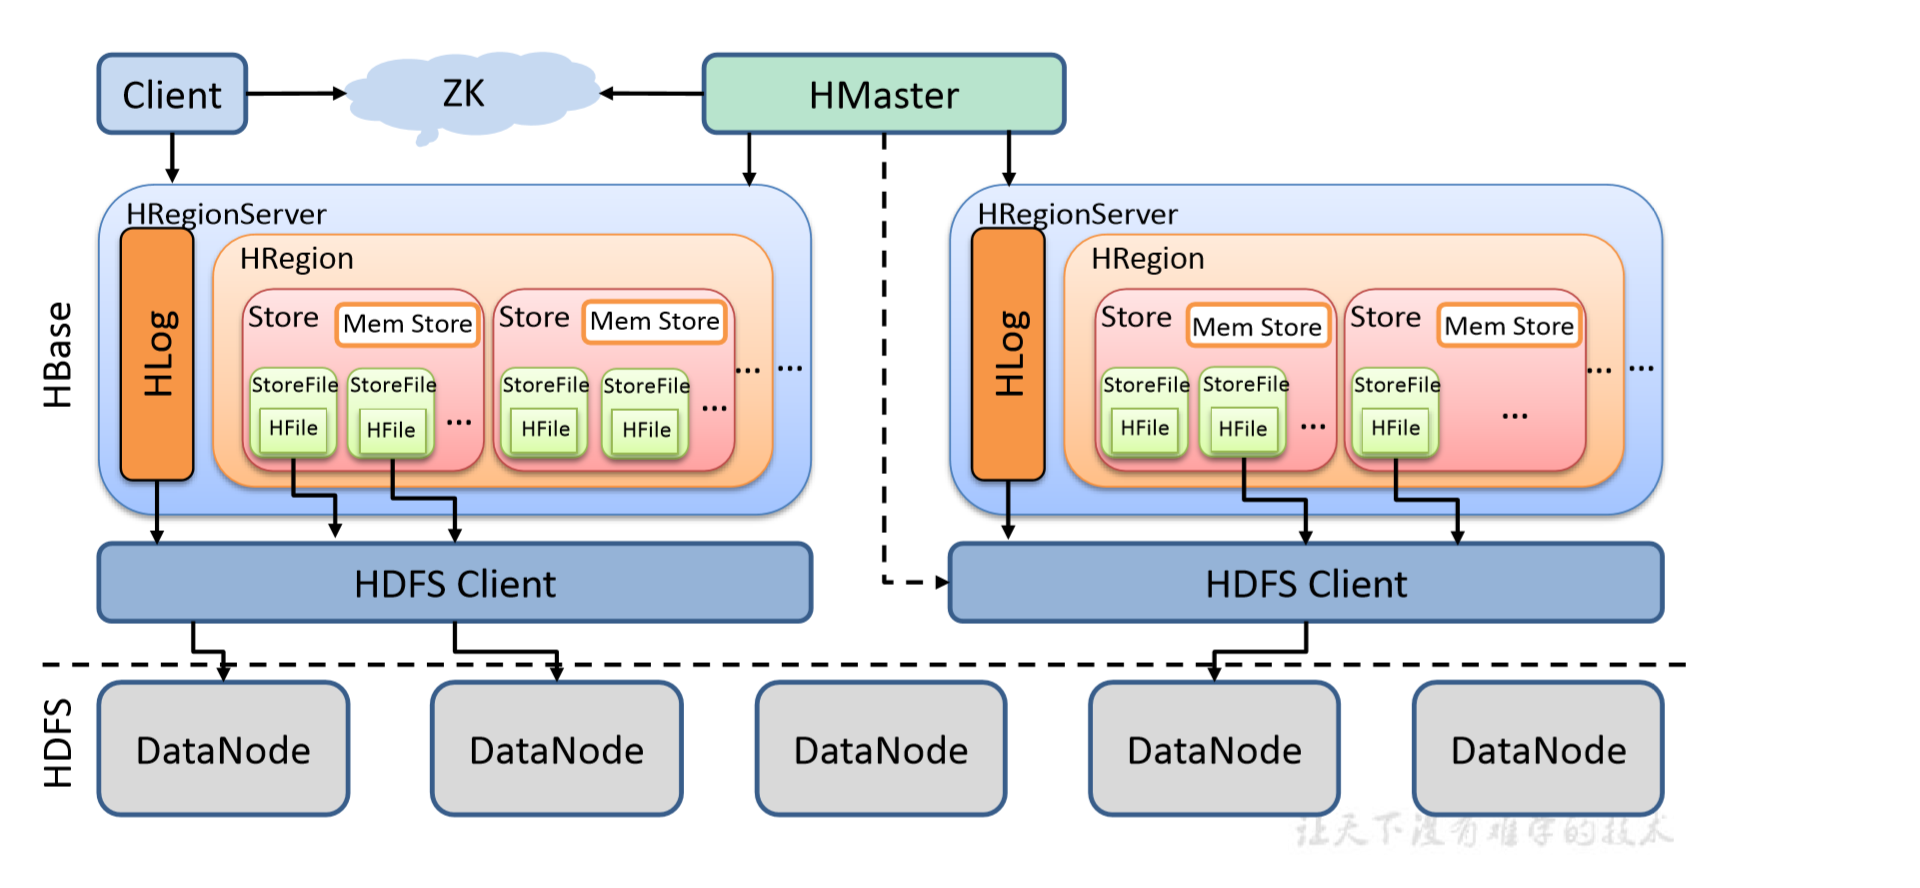 Client
ZK
HMaster
HBase
HRegionServer
HLog
HRegion
Store
Mem Store
StoreFile
HFile
StoreFile
HFile
...
Store
Mem Store
StoreFile
HFile
StoreFile
HFile
...
...
...
HRegionServer
HLog
HRegion
Store
Mem Store
StoreFile
HFile
StoreFile
HFile
...
Store
Mem Store
StoreFile
HFile
...
...
...
HDFS Client
HDFS Client
HDFS
DataNode
DataNode
DataNode
DataNode
DataNode
让天下没有难学的技术